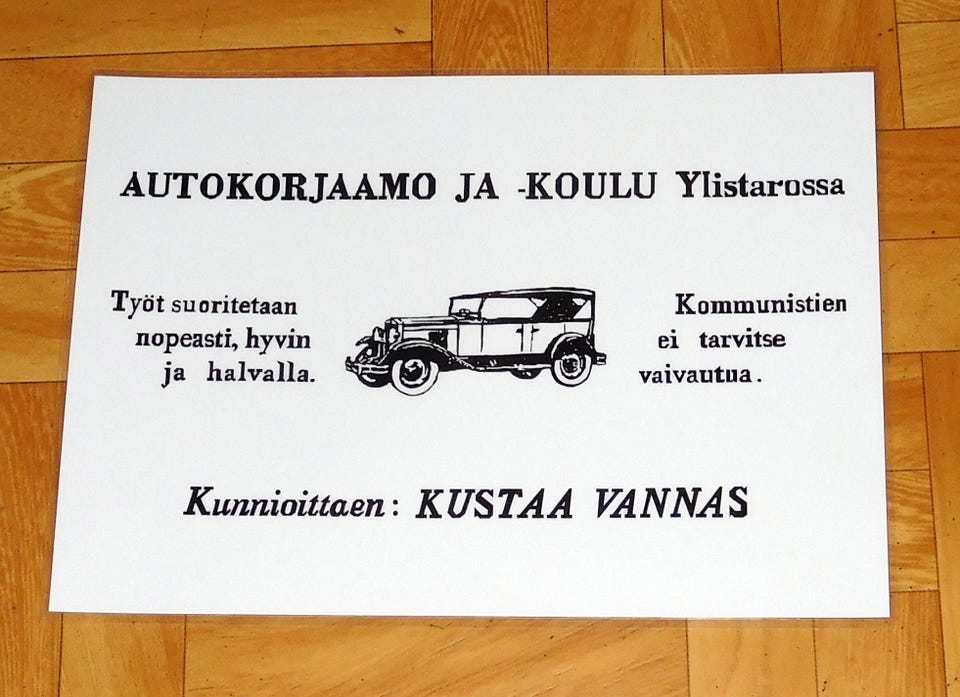 AUTOKORJAAMO JA -KOULU Ylistarossa
Työt suoritetaan
nopeasti, hyvin
ja halvalla.
Kommunistien
ei tarvitse
vaivautua.
Kunnioittaen: KUSTAA VANNAS